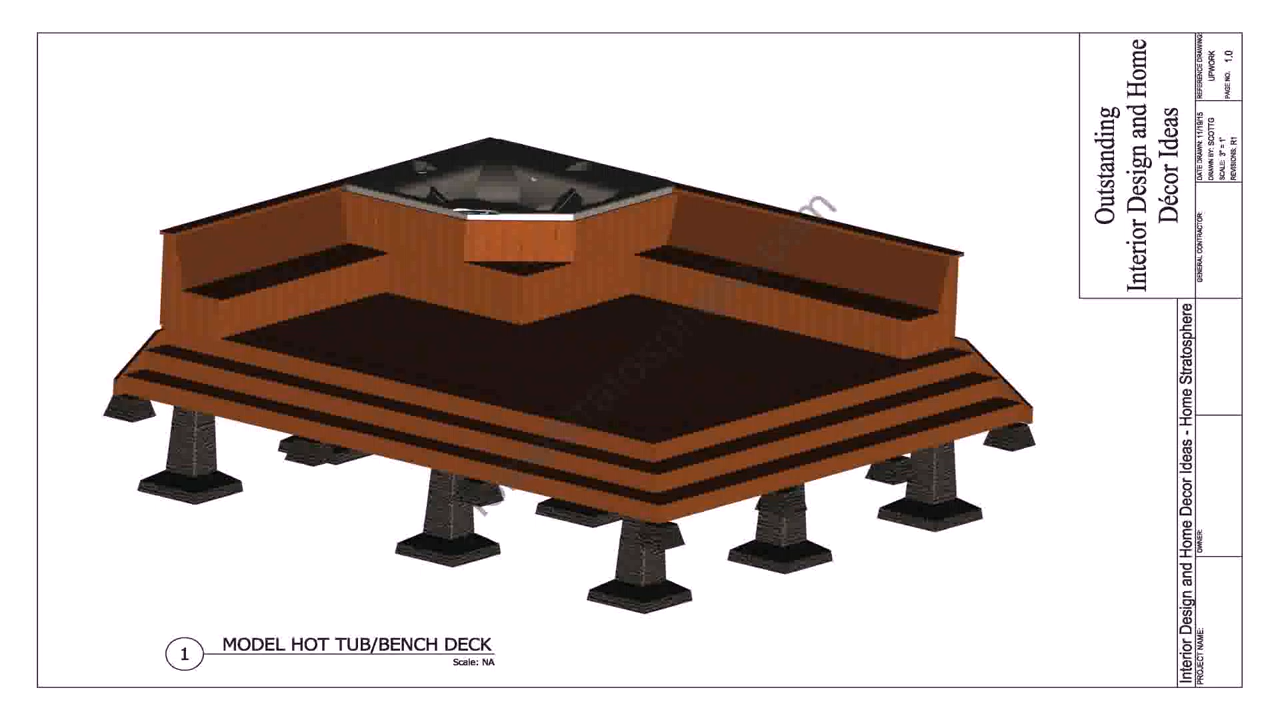 Outstanding
Interior Design and Home
Décor Ideas
REFERENCE DRAWING:
UPWORK
PAGE NO. 1.0
DATE DRAWN: 11/19/15
DRAWN BY: SCOTTG
SCALE: 3" = 1'
REVISIONS: R1
GENERAL CONTRACTOR:
OWNER:
Interior Design and Home Decor Ideas - Home Stratosphere
PROJECT NAME:
1
MODEL HOT TUB/BENCH DECK
Scale: NA